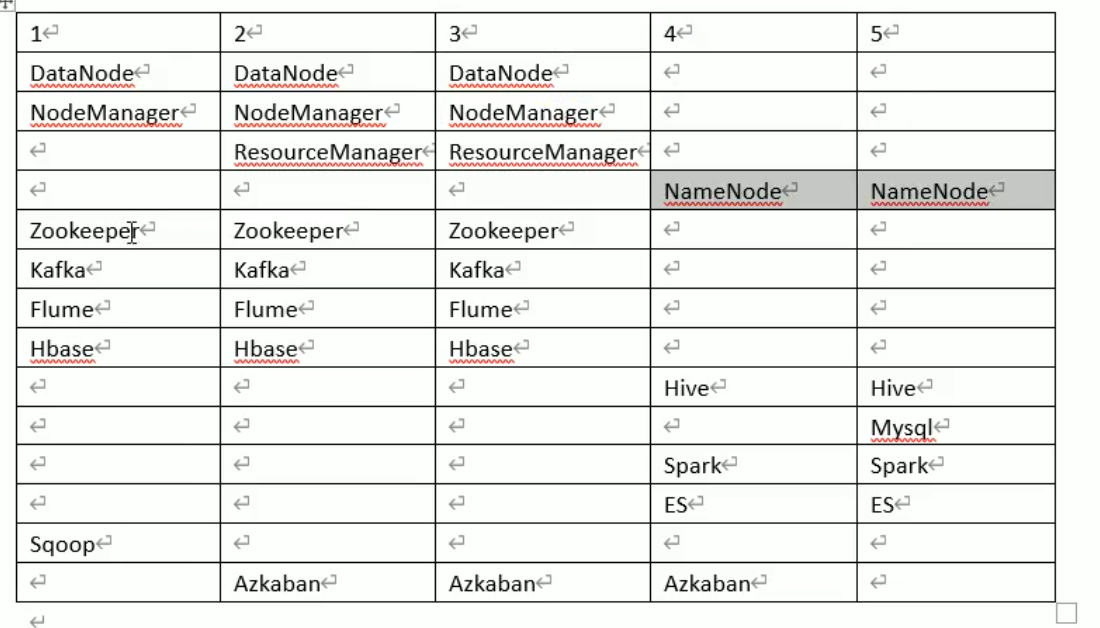 1 2 3 4 5
DataNode DataNode DataNode
NodeManager NodeManager NodeManager
ResourceManager ResourceManager
NameNode NameNode
Zookeeper Zookeeper Zookeeper
Kafka Kafka Kafka
Flume Flume Flume
Hbase Hbase Hbase
Hive Hive
Mysql
Spark Spark
ES ES
Sqoop
Azkaban Azkaban Azkaban